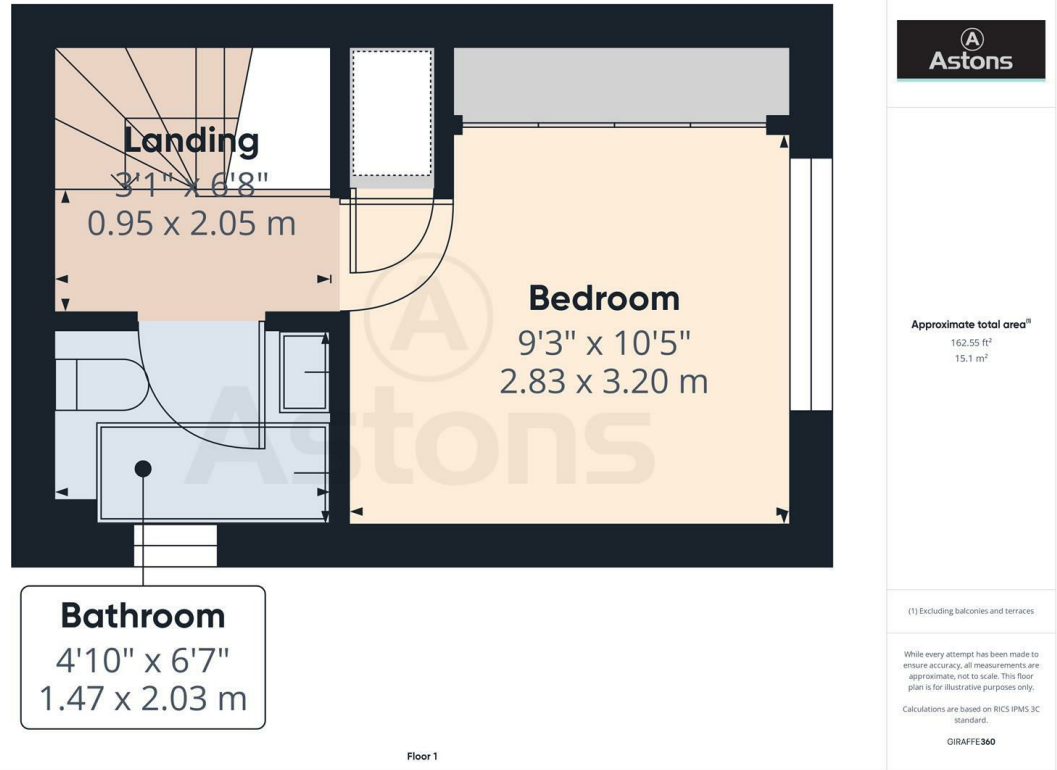 Landing
3'1" x 6'8"
0.95 x 2.05 m
Bedroom
9'3" x 10'5"
2.83 x 3.20 m
A
Astons
Bathroom
4'10" x 6'7"
1.47 x 2.03 m
Floor 1
A
Astons
Approximate total area(1)
162.55 ft²
15.1 m²
(1) Excluding balconies and terraces
While every attempt has been made to
ensure accuracy, all measurements are
approximate, not to scale. This floor
plan is for illustrative purposes only.
Calculations are based on RICS IPMS 3C
standard.
GIRAFFE360